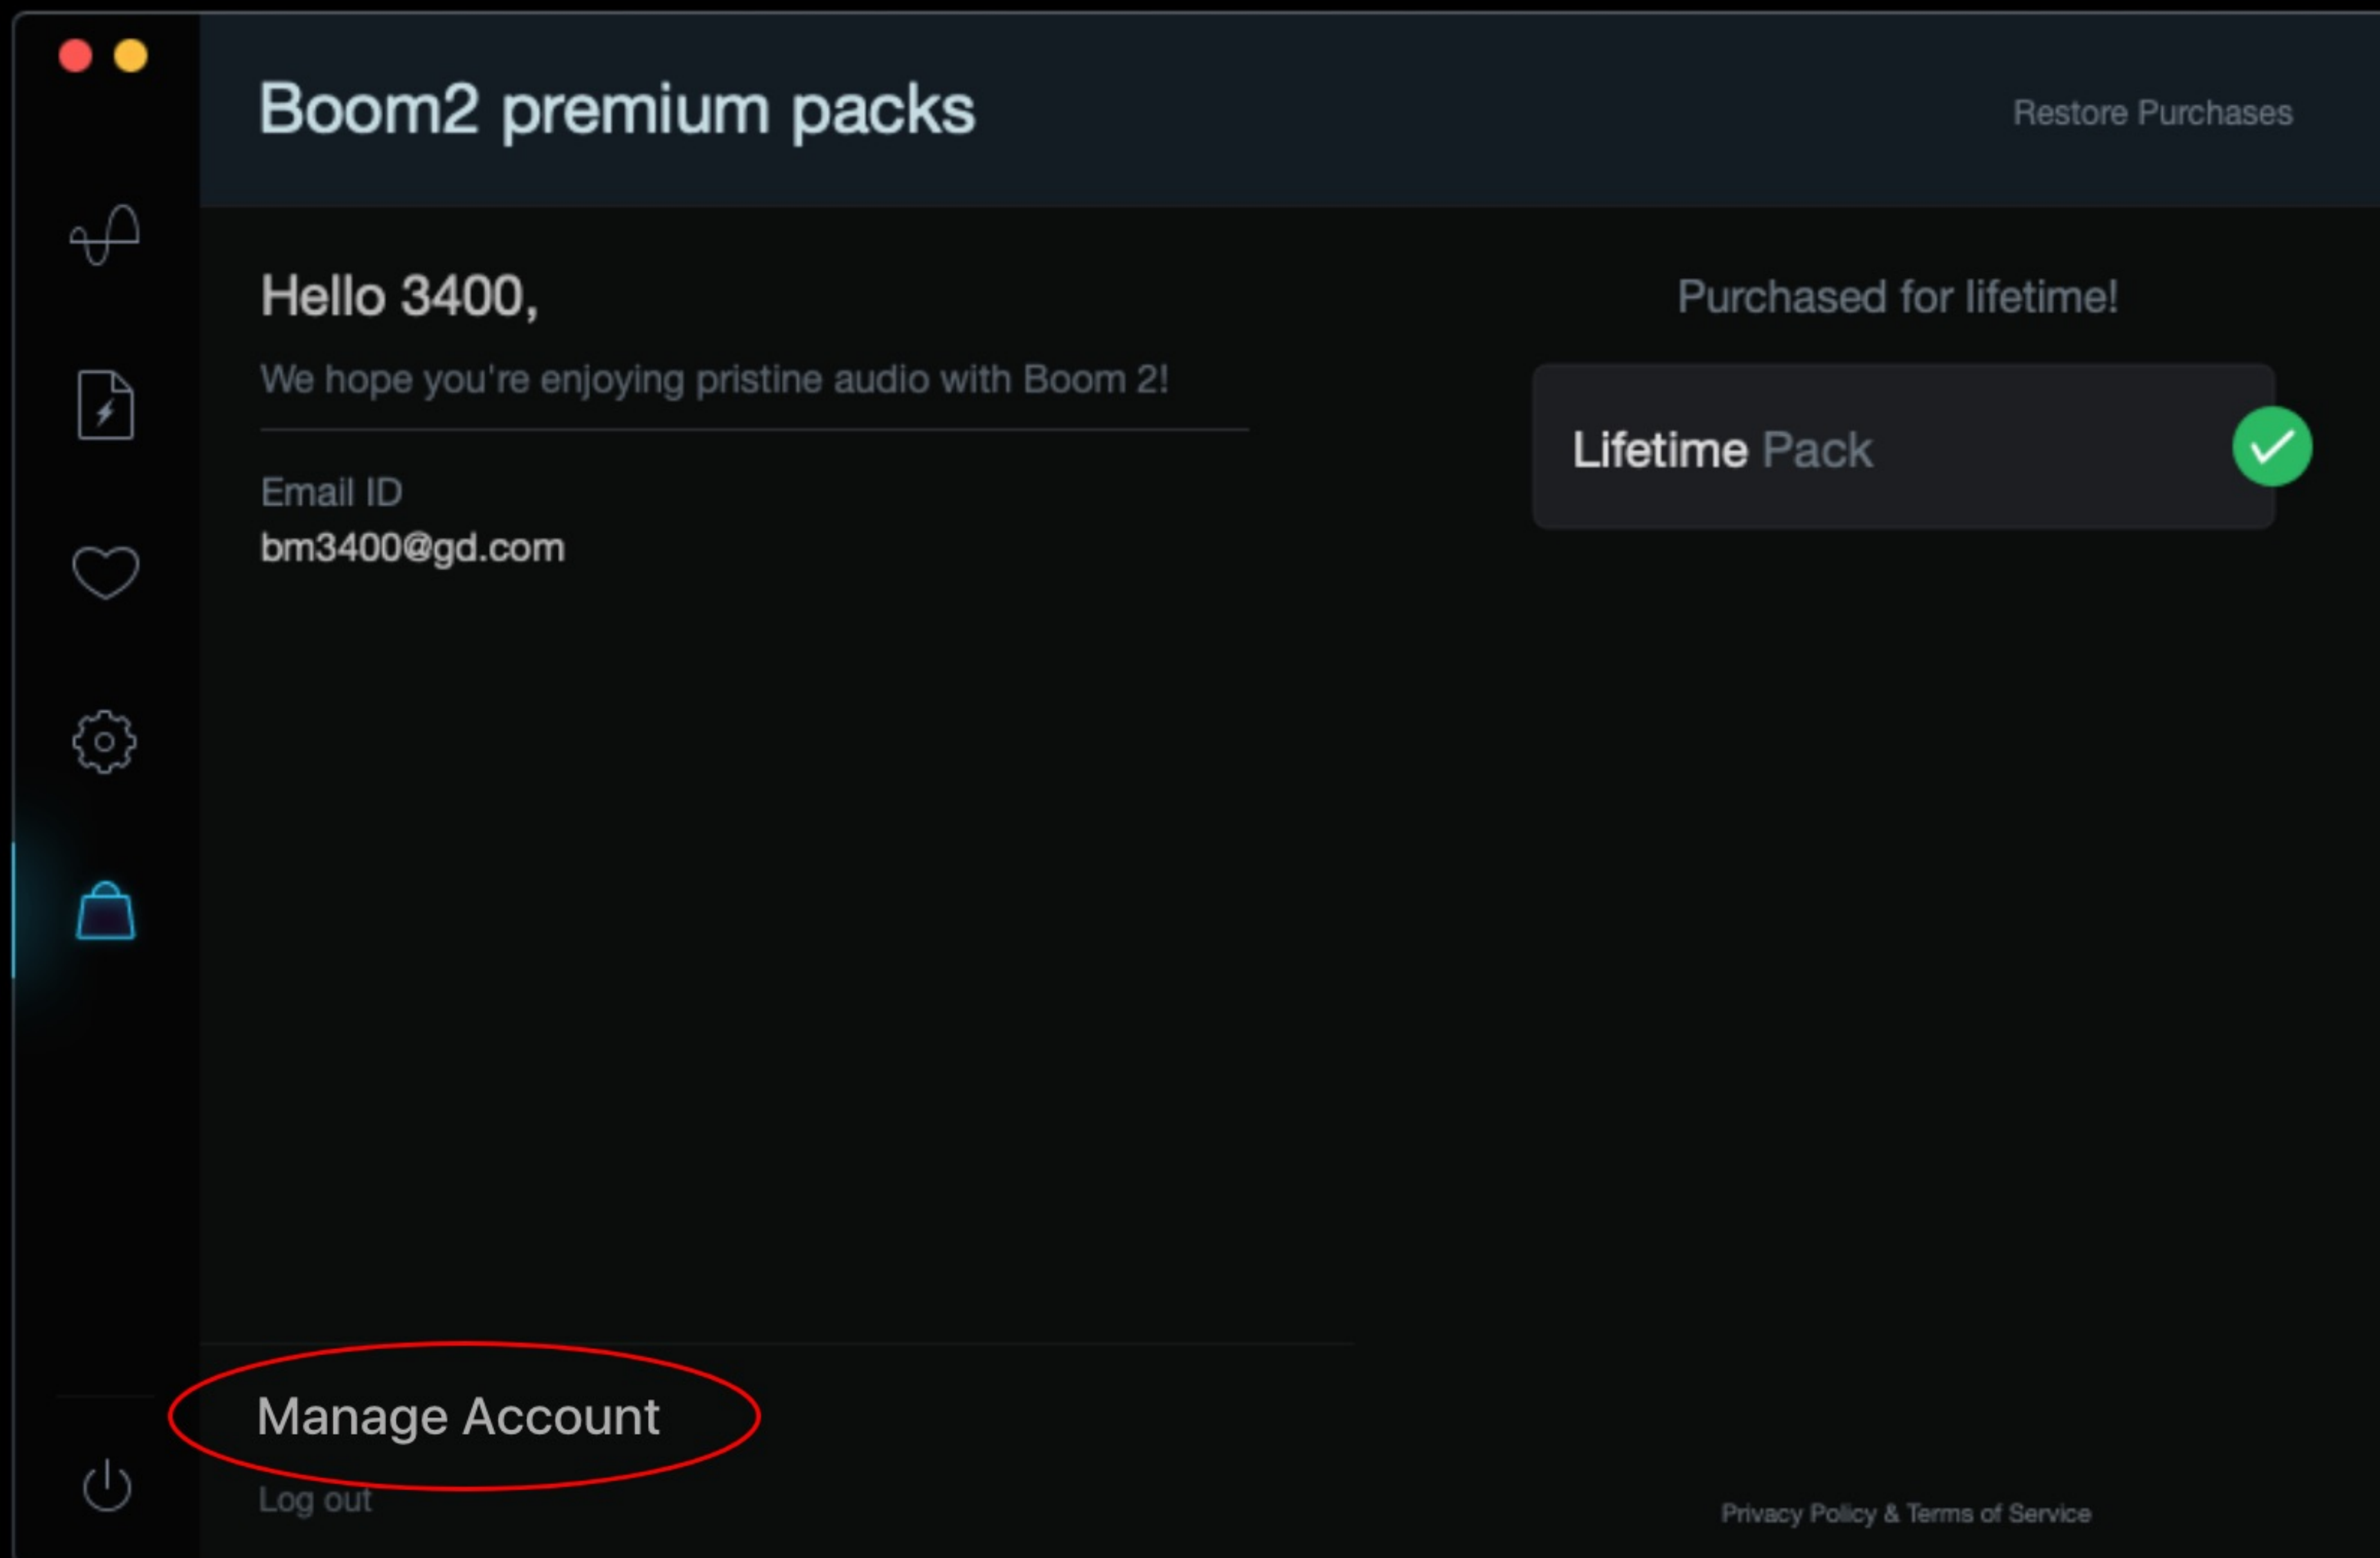 Boom2 premium packs
Restore Purchases
Hello 3400,
We hope you're enjoying pristine audio with Boom 2!
Email ID
bm3400@gd.com
Purchased for lifetime!
Lifetime Pack
Manage Account
Log out
Privacy Policy & Terms of Service